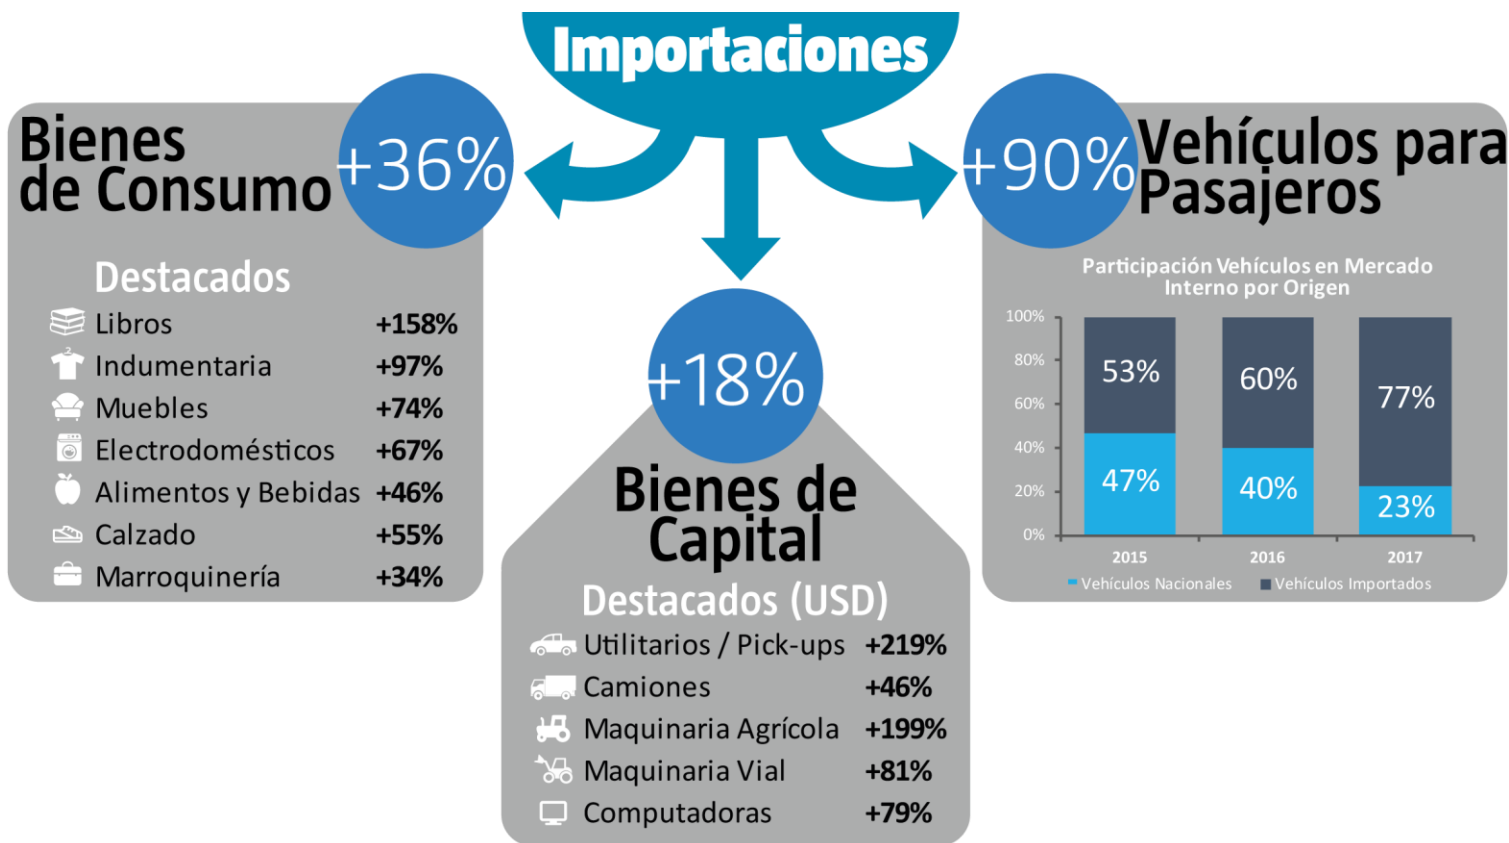 Importaciones
Bienes
de Consumo
+36%
Destacados
Libros +158%
Indumentaria +97%
Muebles +74%
Electrodomésticos +67%
Alimentos y Bebidas +46%
Calzado +55%
Marroquinería +34%
+18%
Bienes de
Capital
Destacados (USD)
Utilitarios / Pick-ups +219%
Camiones +46%
Maquinaria Agrícola +199%
Maquinaria Vial +81%
Computadoras +79%
+90%
Vehículos para
Pasajeros
Participación Vehículos en Mercado
Interno por Origen
100%
80%
60%
40%
20%
0%
53% 60% 77%
47% 40% 23%
2015 2016 2017
Vehículos Nacionales Vehículos Importados